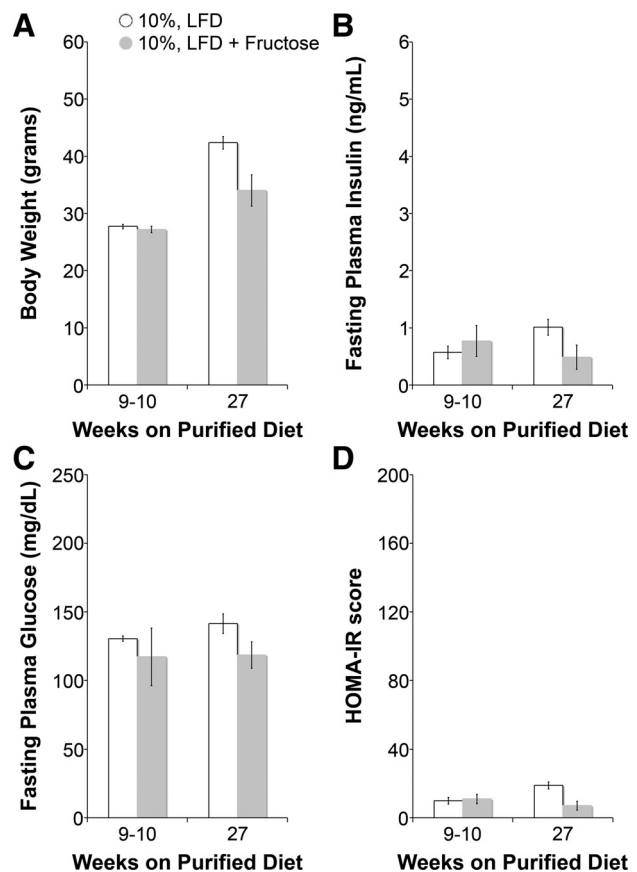 A
10%, LFD
10%, LFD + Fructose
Body Weight (grams)
60
50
40
30
20
10
0
9-10
27
Weeks on Purified Diet
B
Fasting Plasma Insulin (ng/mL)
6
5
4
3
2
1
0
9-10
27
Weeks on Purified Diet
C
Fasting Plasma Glucose (mg/dL)
250
200
150
100
50
0
9-10
27
Weeks on Purified Diet
D
HOMA-IR score
200
160
120
80
40
0
9-10
27
Weeks on Purified Diet